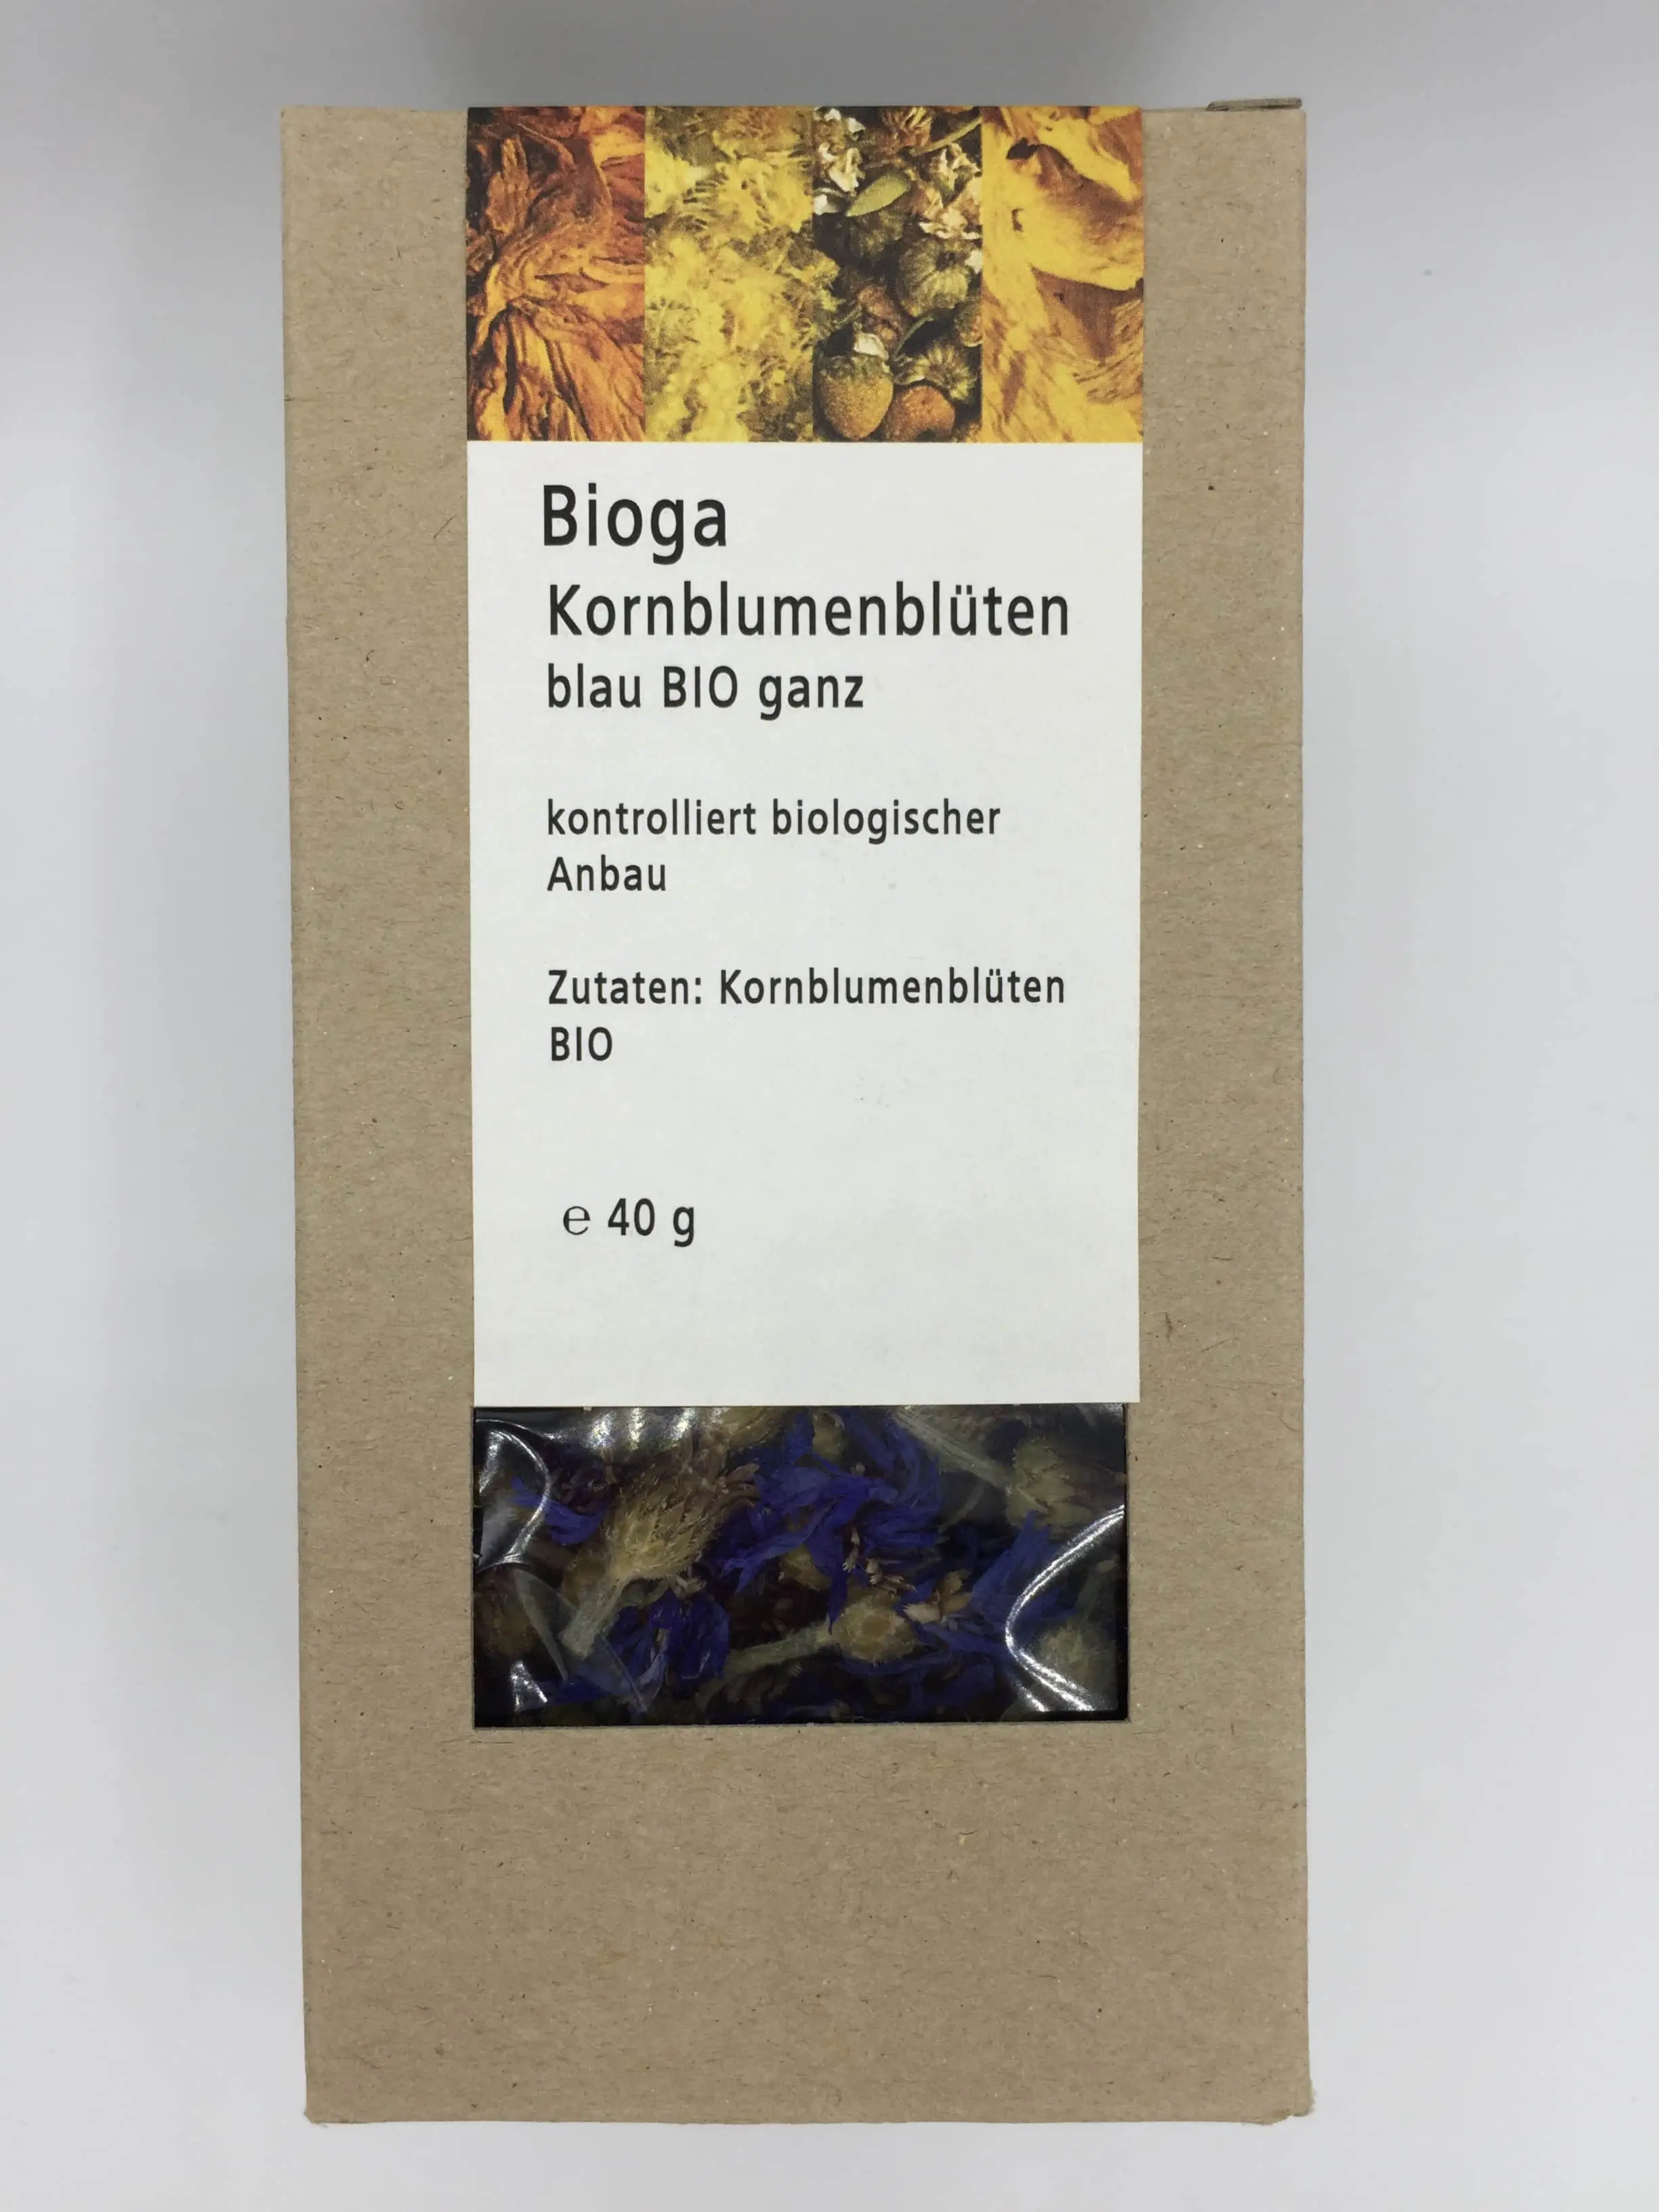 Bioga
Kornblumenblüten
blau BIO ganz
kontrolliert biologischer
Anbau
Zutaten: Kornblumenblüten
BIO
℮ 40 g